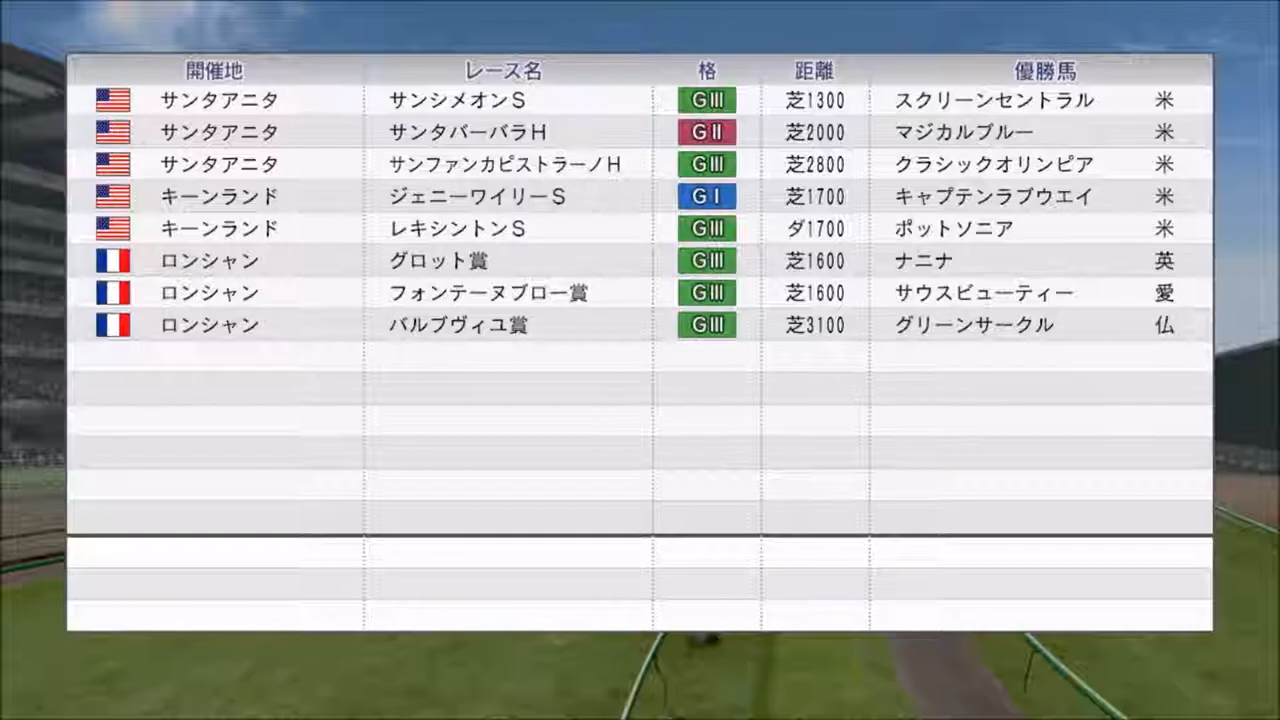 開催地 レース名 格 距離 優勝馬
サンタアニタ サンシメオンS GⅢ 芝1300 スクリーンセントラル 米
サンタアニタ サンタバーバラH GⅡ 芝2000 マジカルブルー 米
サンタアニタ サンファンカピストラーノH GⅢ 芝2800 クラシックオリンピア 米
キーンランド ジェニーワイリーS GⅠ 芝1700 キャプテンラブウエイ 米
キーンランド レキシントンS GⅢ ダ1700 ポットソニア 米
ロンシャン グロット賞 GⅢ 芝1600 ナニナ 英
ロンシャン フォンテーヌブロー賞 GⅢ 芝1600 サウスビューティー 愛
ロンシャン バルブヴィユ賞 GⅢ 芝3100 グリーンサークル 仏